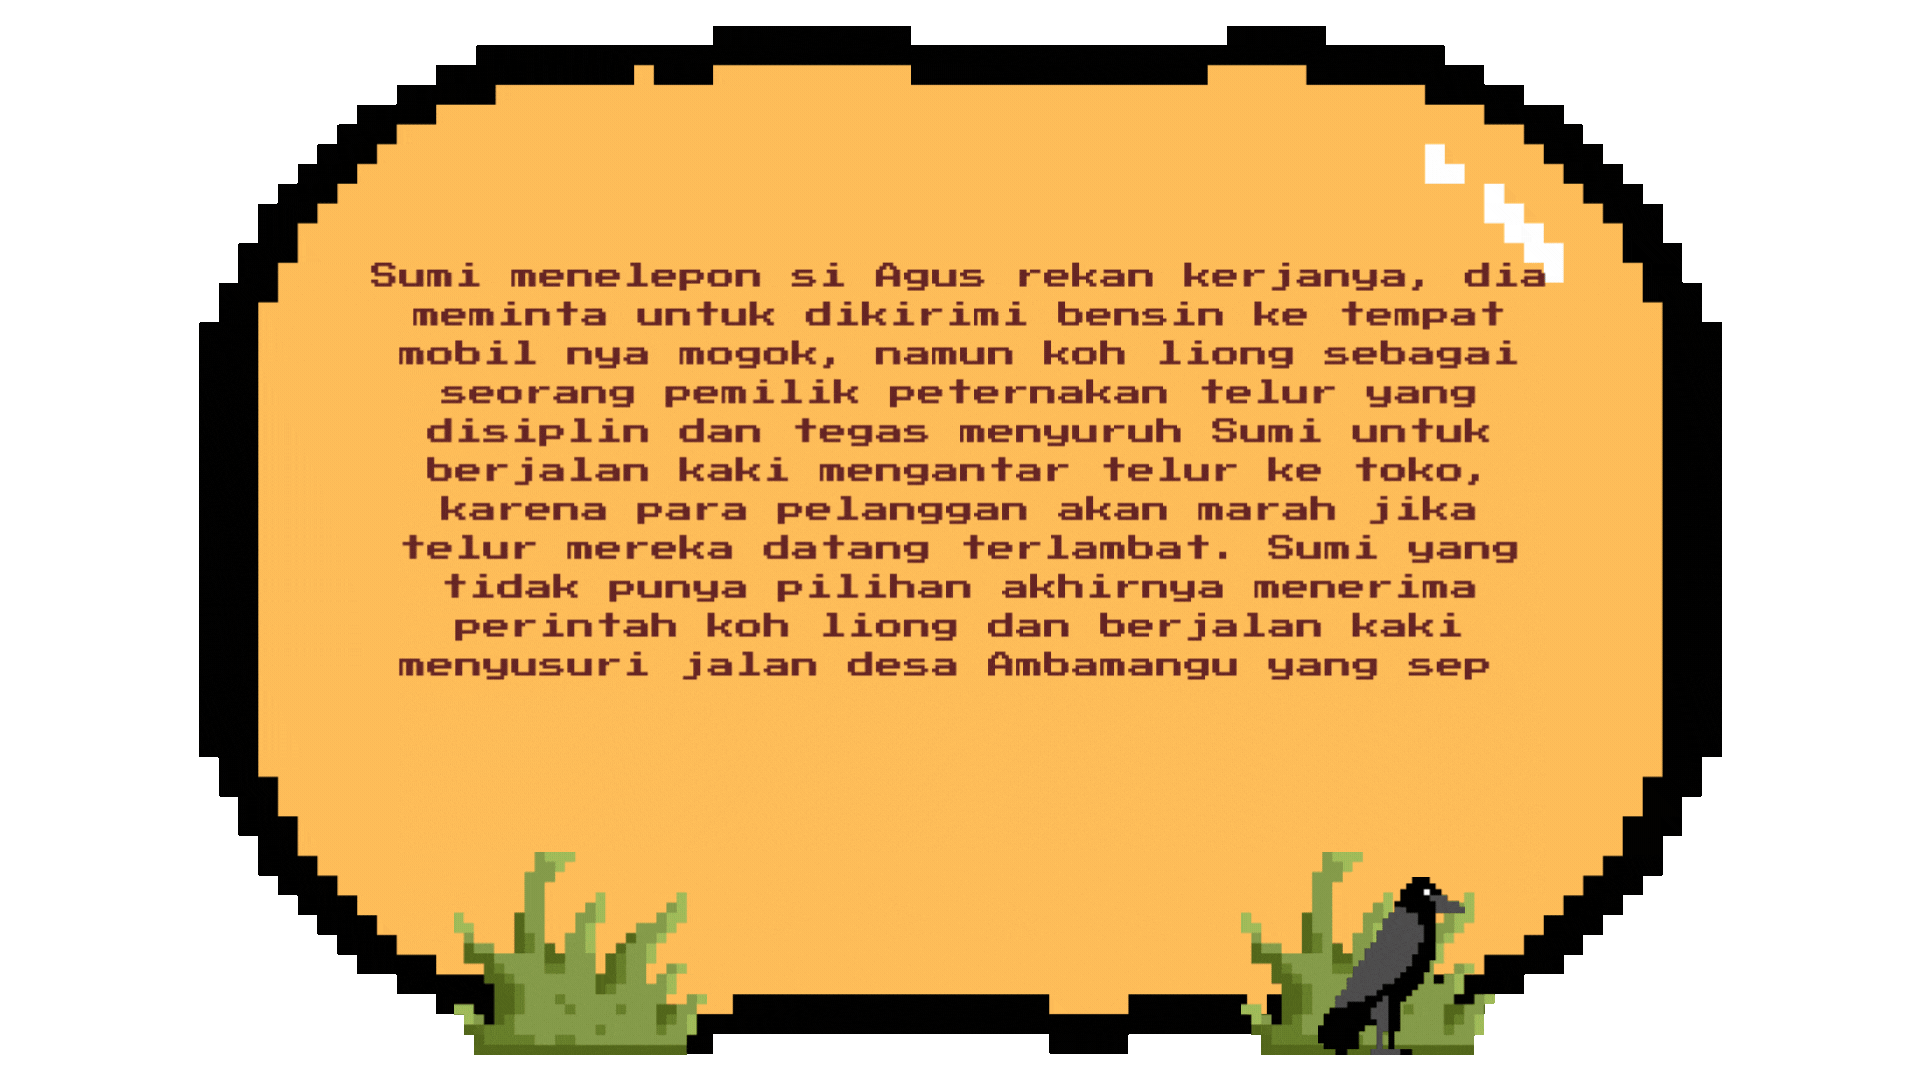 Sumi menelepon si Agus rekan kerjanya, dia
meminta untuk dikirimi bensin ke tempat
mobil nya mogok, namun koh liong sebagai
seorang pemilik peternakan telur yang
disiplin dan tegas menyuruh Sumi untuk
berjalan kaki mengantar telur ke toko,
karena para pelanggan akan marah jika
telur mereka datang terlambat. Sumi yang
tidak punya pilihan akhirnya menerima
perintah koh liong dan berjalan kaki
menyusuri jalan desa Ambamangu yang sep